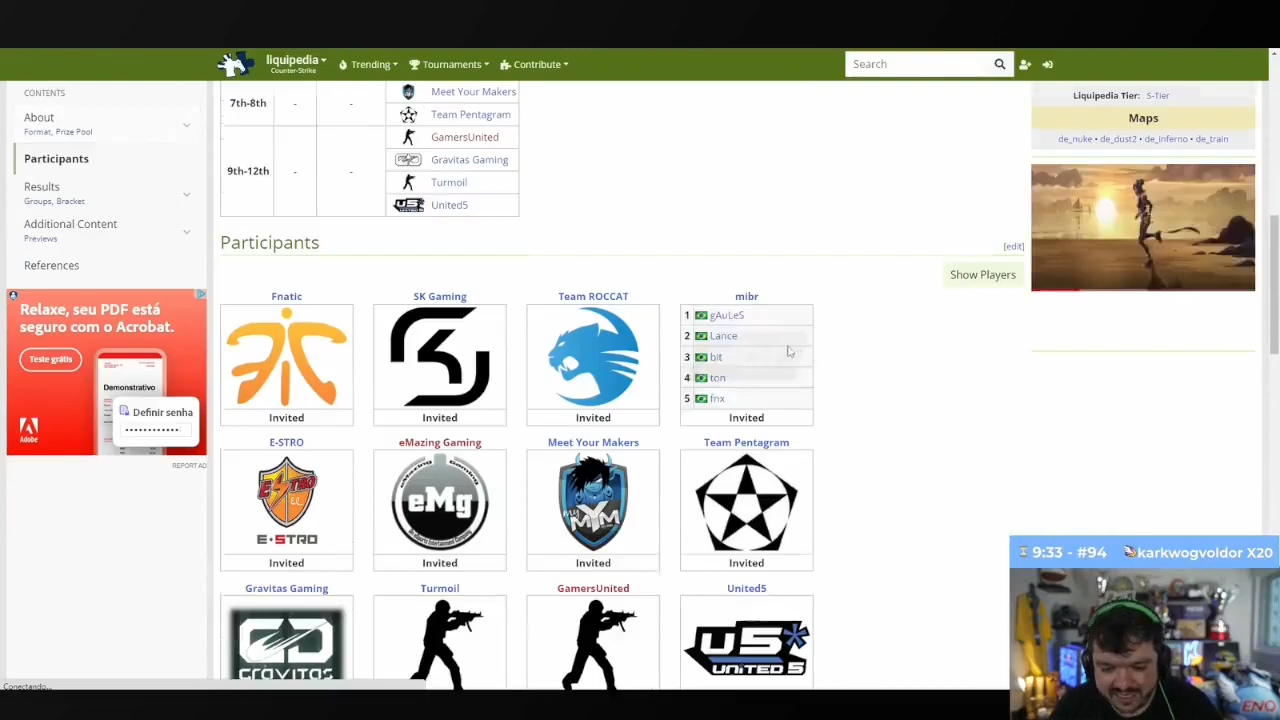 liquipedia
Counter-Strike
Trending
Tournaments
Contribute
Search
CONTENTS
About
Format, Prize Pool
Participants
Results
Groups, Bracket
Additional Content
Previews
References
Relaxe, seu PDF está
seguro com o Acrobat.
Teste grátis
Demonstrativo
Definir senha
Adobe
REPORT AD
7th-8th - - Meet Your Makers
Team Pentagram
9th-12th - - GamersUnited
Gravitas Gaming
Turmoil
United5
Participants
[edit]
Show Players
Fnatic SK Gaming Team ROCCAT mibr
1 gAuLeS
2 Lance
3 bit
4 ton
5 fnx
Invited Invited Invited Invited
E-STRO eMazing Gaming Meet Your Makers Team Pentagram
eMg
E·STRO
MYM
Invited Invited Invited Invited
Gravitas Gaming Turmoil GamersUnited United5
gravitas
US*
UNITED 5
Liquipedia Tier: S-Tier
Maps
de_nuke • de_dust2 • de_inferno • de_train
9:33 - #94 karkwogvoldor X20
Conectando...